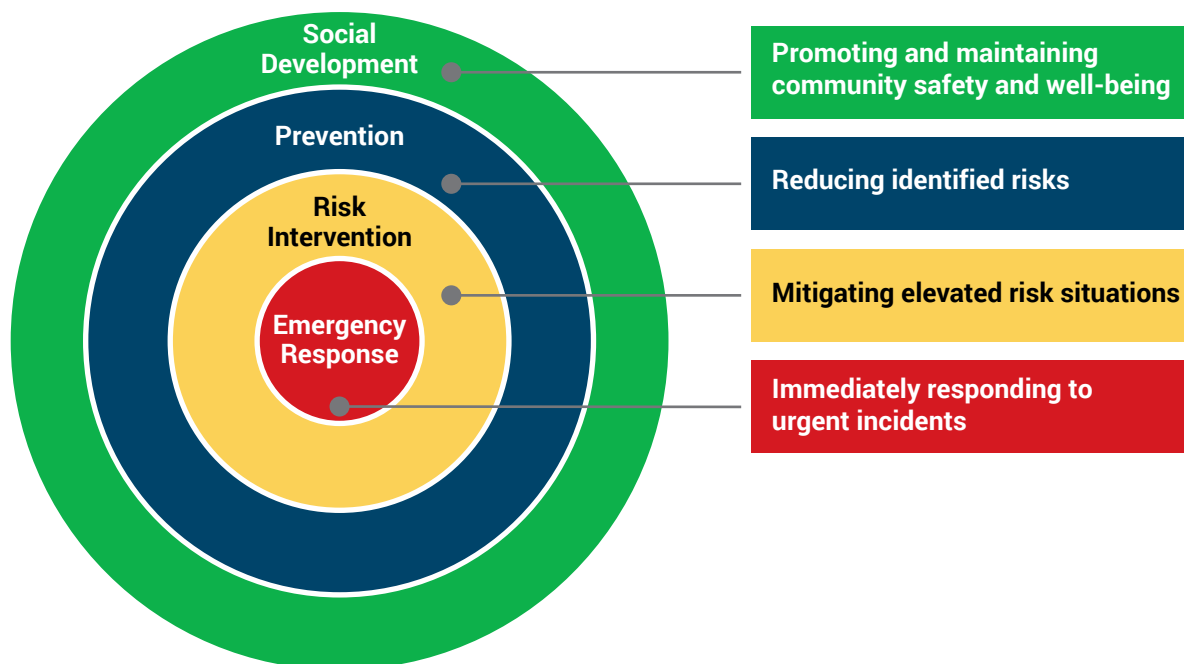 Social
Development
Prevention
Risk
Intervention
Emergency
Response
Promoting and maintaining
community safety and well-being
Reducing identified risks
Mitigating elevated risk situations
Immediately responding to
urgent incidents